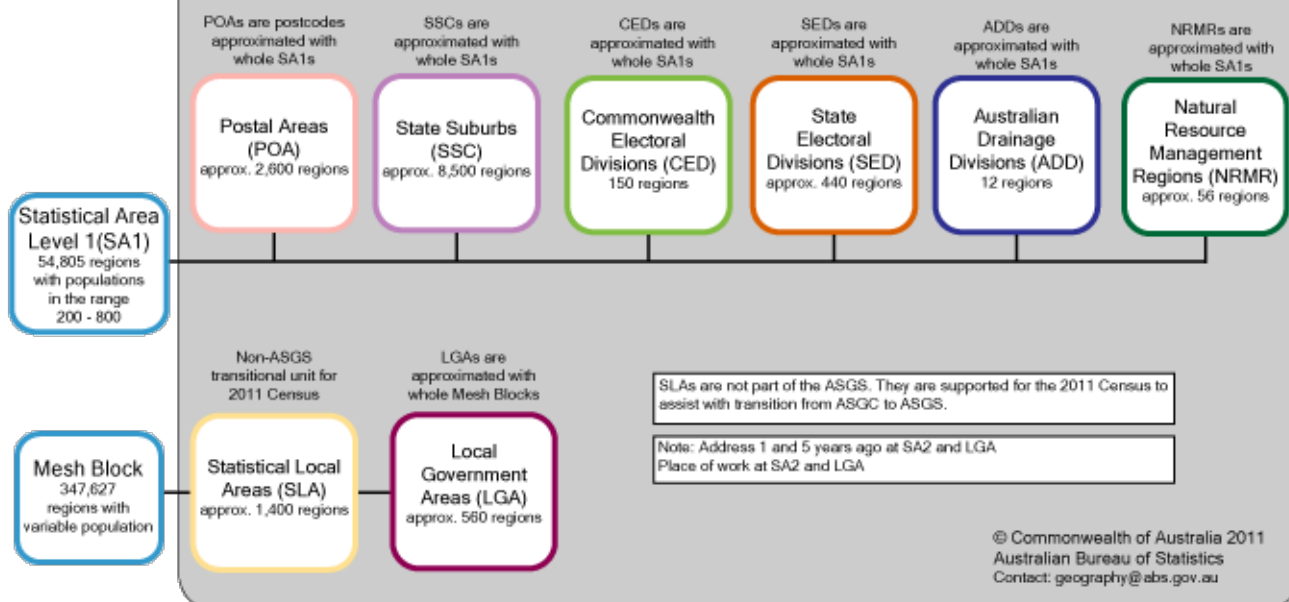 POAs are postcodes
approximated with
whole SA1s
SSCs are
approximated with
whole SA1s
CEDs are
approximated with
whole SA1s
SEDs are
approximated with
whole SA1s
ADDs are
approximated with
whole SA1s
NRMRs are
approximated with
whole SA1s
Postal Areas
(POA)
approx. 2,600 regions
State Suburbs
(SSC)
approx. 8,500 regions
Commonwealth
Electoral
Divisions (CED)
150 regions
State
Electoral
Divisions (SED)
approx. 440 regions
Australian
Drainage
Divisions (ADD)
12 regions
Natural
Resource
Management
Regions (NRMR)
approx. 56 regions
Statistical Area
Level 1(SA1)
54,805 regions
with populations
in the range
200 - 800
Non-ASGS
transitional unit for
2011 Census
LGAs are
approximated with
whole Mesh Blocks
SLAs are not part of the ASGS. They are supported for the 2011 Census to
assist with transition from ASGC to ASGS.
Note: Address 1 and 5 years ago at SA2 and LGA
Place of work at SA2 and LGA
Mesh Block
347,627
regions with
variable population
Statistical Local
Areas (SLA)
approx. 1,400 regions
Local
Government
Areas (LGA)
approx. 560 regions
© Commonwealth of Australia 2011
Australian Bureau of Statistics
Contact: geography@abs.gov.au